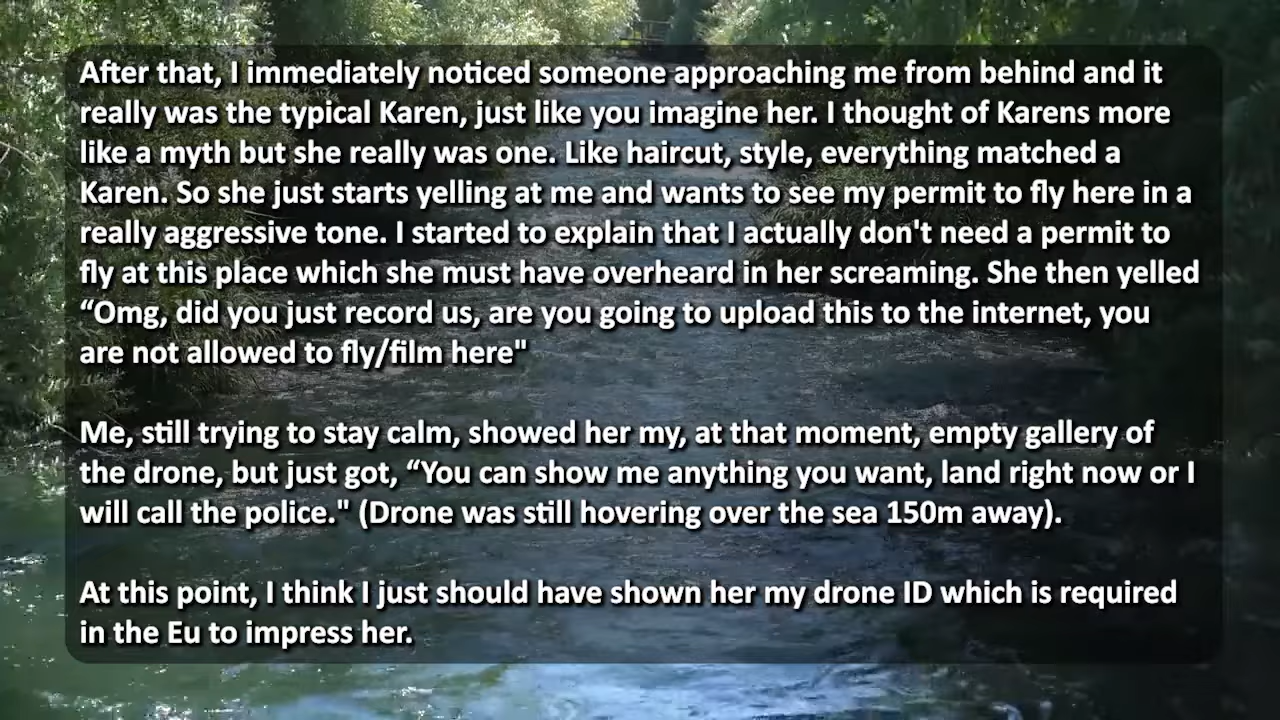 After that, I immediately noticed someone approaching me from behind and it
really was the typical Karen, just like you imagine her. I thought of Karens more
like a myth but she really was one. Like haircut, style, everything matched a
Karen. So she just starts yelling at me and wants to see my permit to fly here in a
really aggressive tone. I started to explain that I actually don't need a permit to
fly at this place which she must have overheard in her screaming. She then yelled
“Omg, did you just record us, are you going to upload this to the internet, you
are not allowed to fly/film here"
Me, still trying to stay calm, showed her my, at that moment, empty gallery of
the drone, but just got, “You can show me anything you want, land right now or I
will call the police." (Drone was still hovering over the sea 150m away).
At this point, I think I just should have shown her my drone ID which is required
in the Eu to impress her.